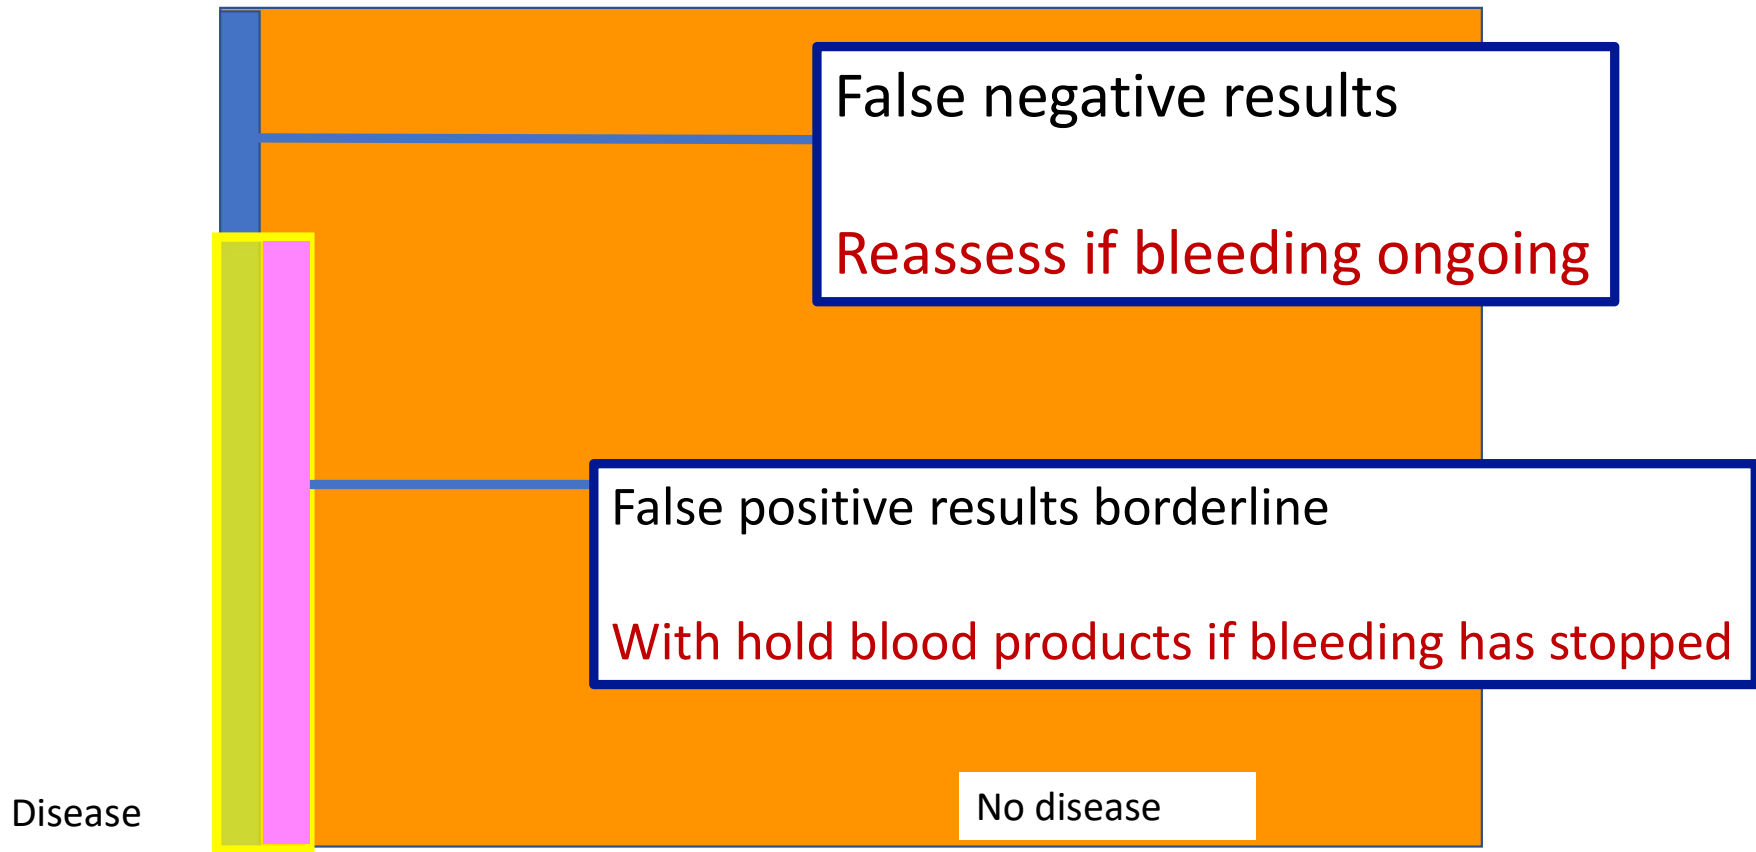 False negative results
Reassess if bleeding ongoing
False positive results borderline
With hold blood products if bleeding has stopped
Disease
No disease